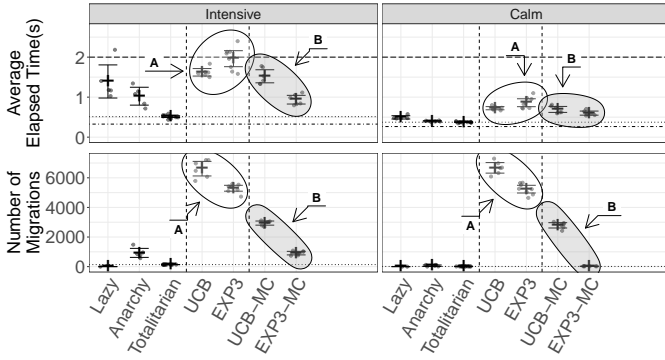 Intensive Calm
Average
Elapsed Time(s)
2
1
0
A
B
A
B
Number of
Migrations
6000
4000
2000
0
A
B
A
B
Lazy
Anarchy
Totalitarian
UCB
EXP3
UCB−MC
EXP3−MC
Lazy
Anarchy
Totalitarian
UCB
EXP3
UCB−MC
EXP3−MC